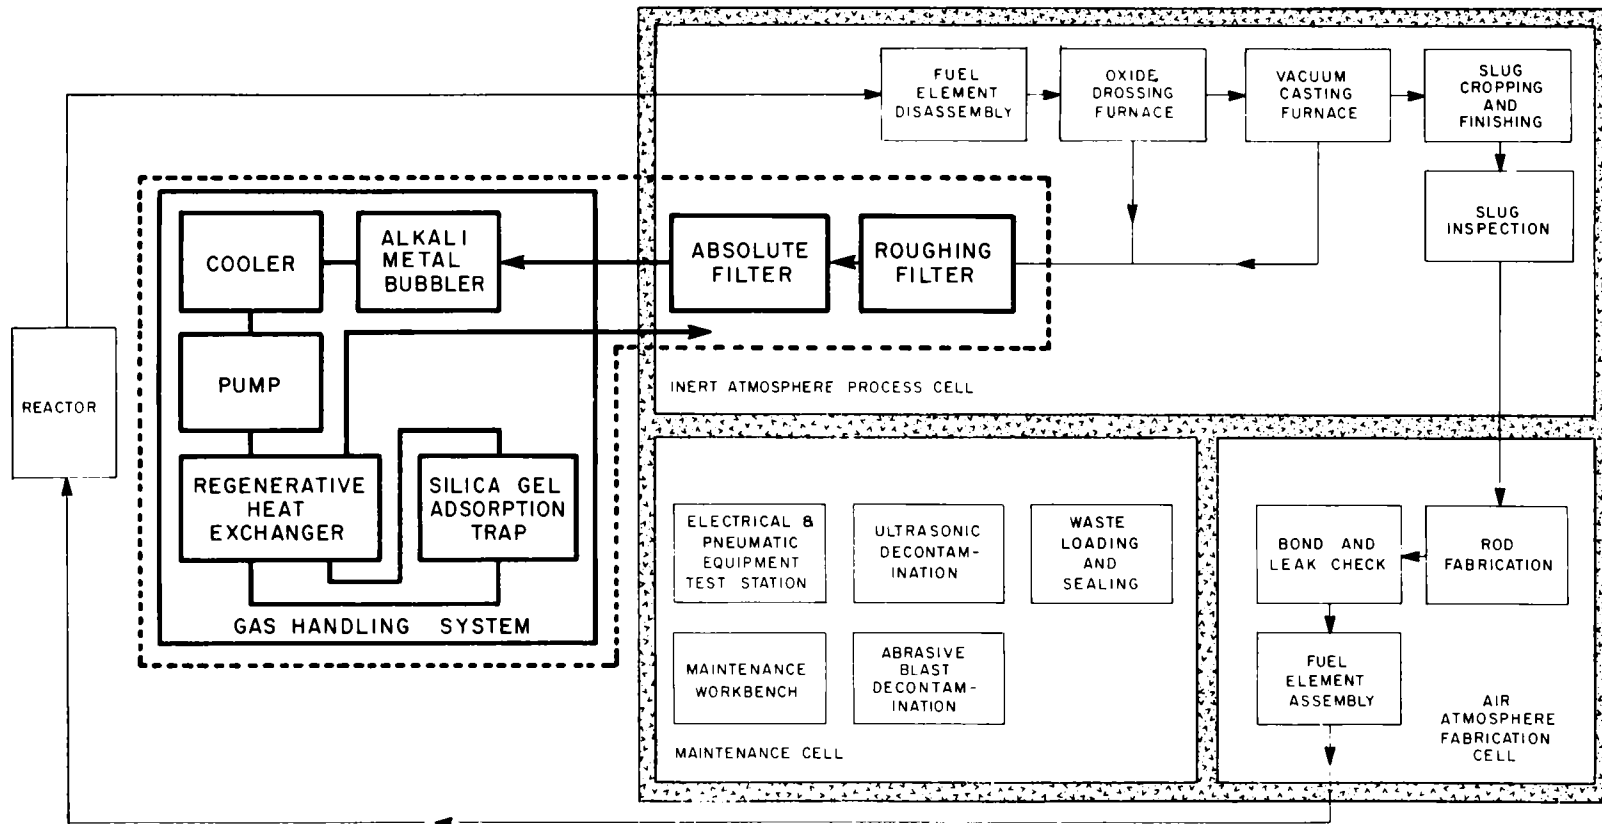 FUEL
ELEMENT
DISASSEMBLY
OXIDE
DROSSING
FURNACE
VACUUM
CASTING
FURNACE
SLUG
CROPPING
AND
FINISHING
SLUG
INSPECTION
COOLER
ALKALI
METAL
BUBBLER
ABSOLUTE
FILTER
ROUGHING
FILTER
REACTOR
PUMP
INERT ATMOSPHERE PROCESS CELL
REGENERATIVE
HEAT
EXCHANGER
SILICA GEL
ADSORPTION
TRAP
GAS HANDLING SYSTEM
ELECTRICAL &
PNEUMATIC
EQUIPMENT
TEST STATION
ULTRASONIC
DECONTAM-
INATION
WASTE
LOADING
AND
SEALING
MAINTENANCE
WORKBENCH
ABRASIVE
BLAST
DECONTAM-
INATION
MAINTENANCE CELL
BOND AND
LEAK CHECK
ROD
FABRICATION
FUEL
ELEMENT
ASSEMBLY
AIR
ATMOSPHERE
FABRICATION
CELL